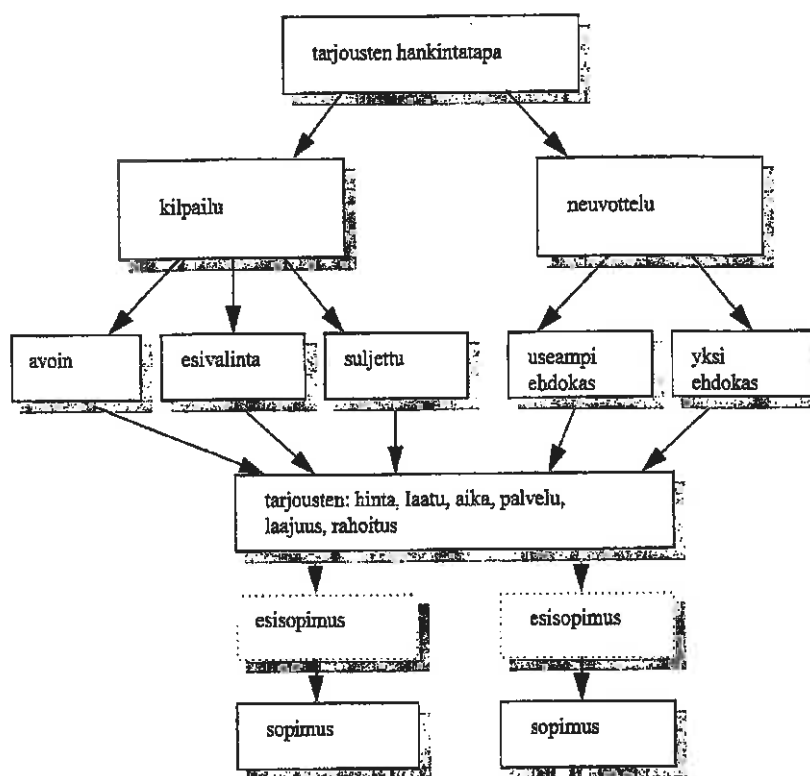 tarjousten hankintatapa
kilpailu
neuvottelu
avoin
esivalinta
suljettu
useampi
ehdokas
yksi
ehdokas
tarjousten: hinta, laatu, aika, palvelu,
laajuus, rahoitus
esisopimus
esisopimus
sopimus
sopimus